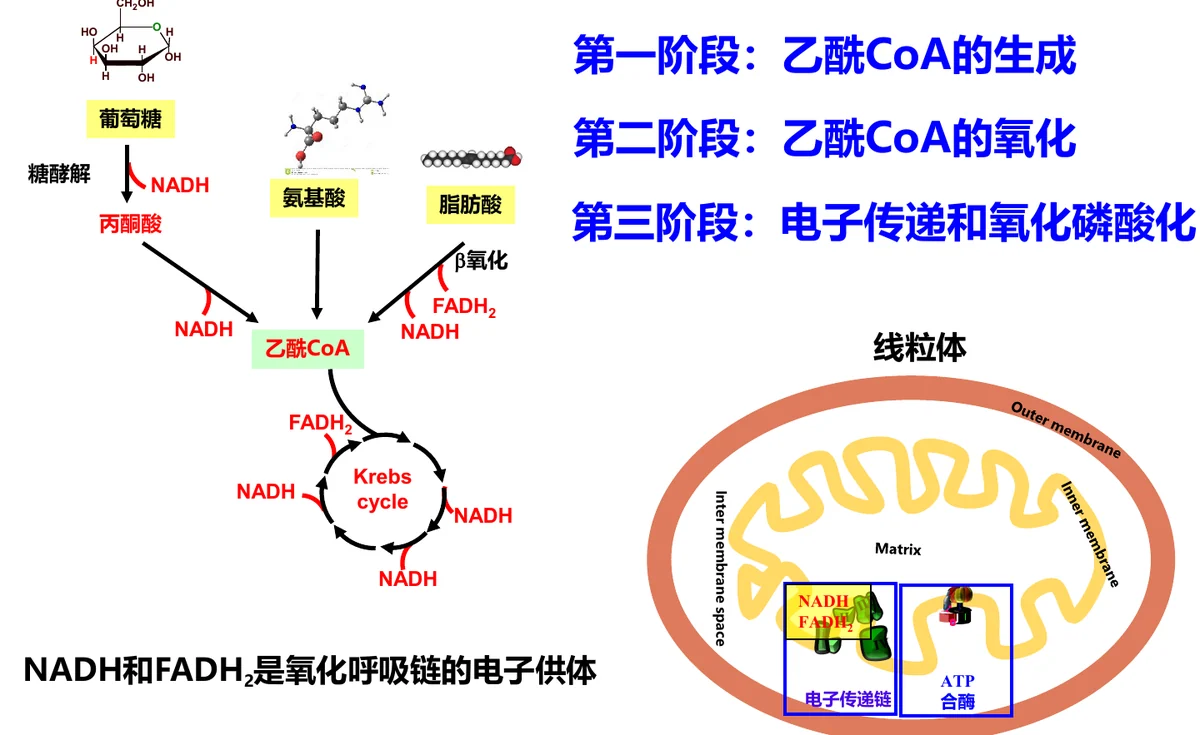 CH2OH
O
HO
H
H
OH
H
OH
H
H
OH
葡萄糖
糖酵解
NADH
丙酮酸
氨基酸
脂肪酸
β氧化
FADH2
NADH
NADH
乙酰CoA
FADH2
Krebs
cycle
NADH
NADH
NADH
NADH和FADH2是氧化呼吸链的电子供体
第一阶段：乙酰CoA的生成
第二阶段：乙酰CoA的氧化
第三阶段：电子传递和氧化磷酸化
线粒体
Outer membrane
Inner membrane
Inter membrane space
Matrix
NADH
FADH2
电子传递链
ATP
合酶